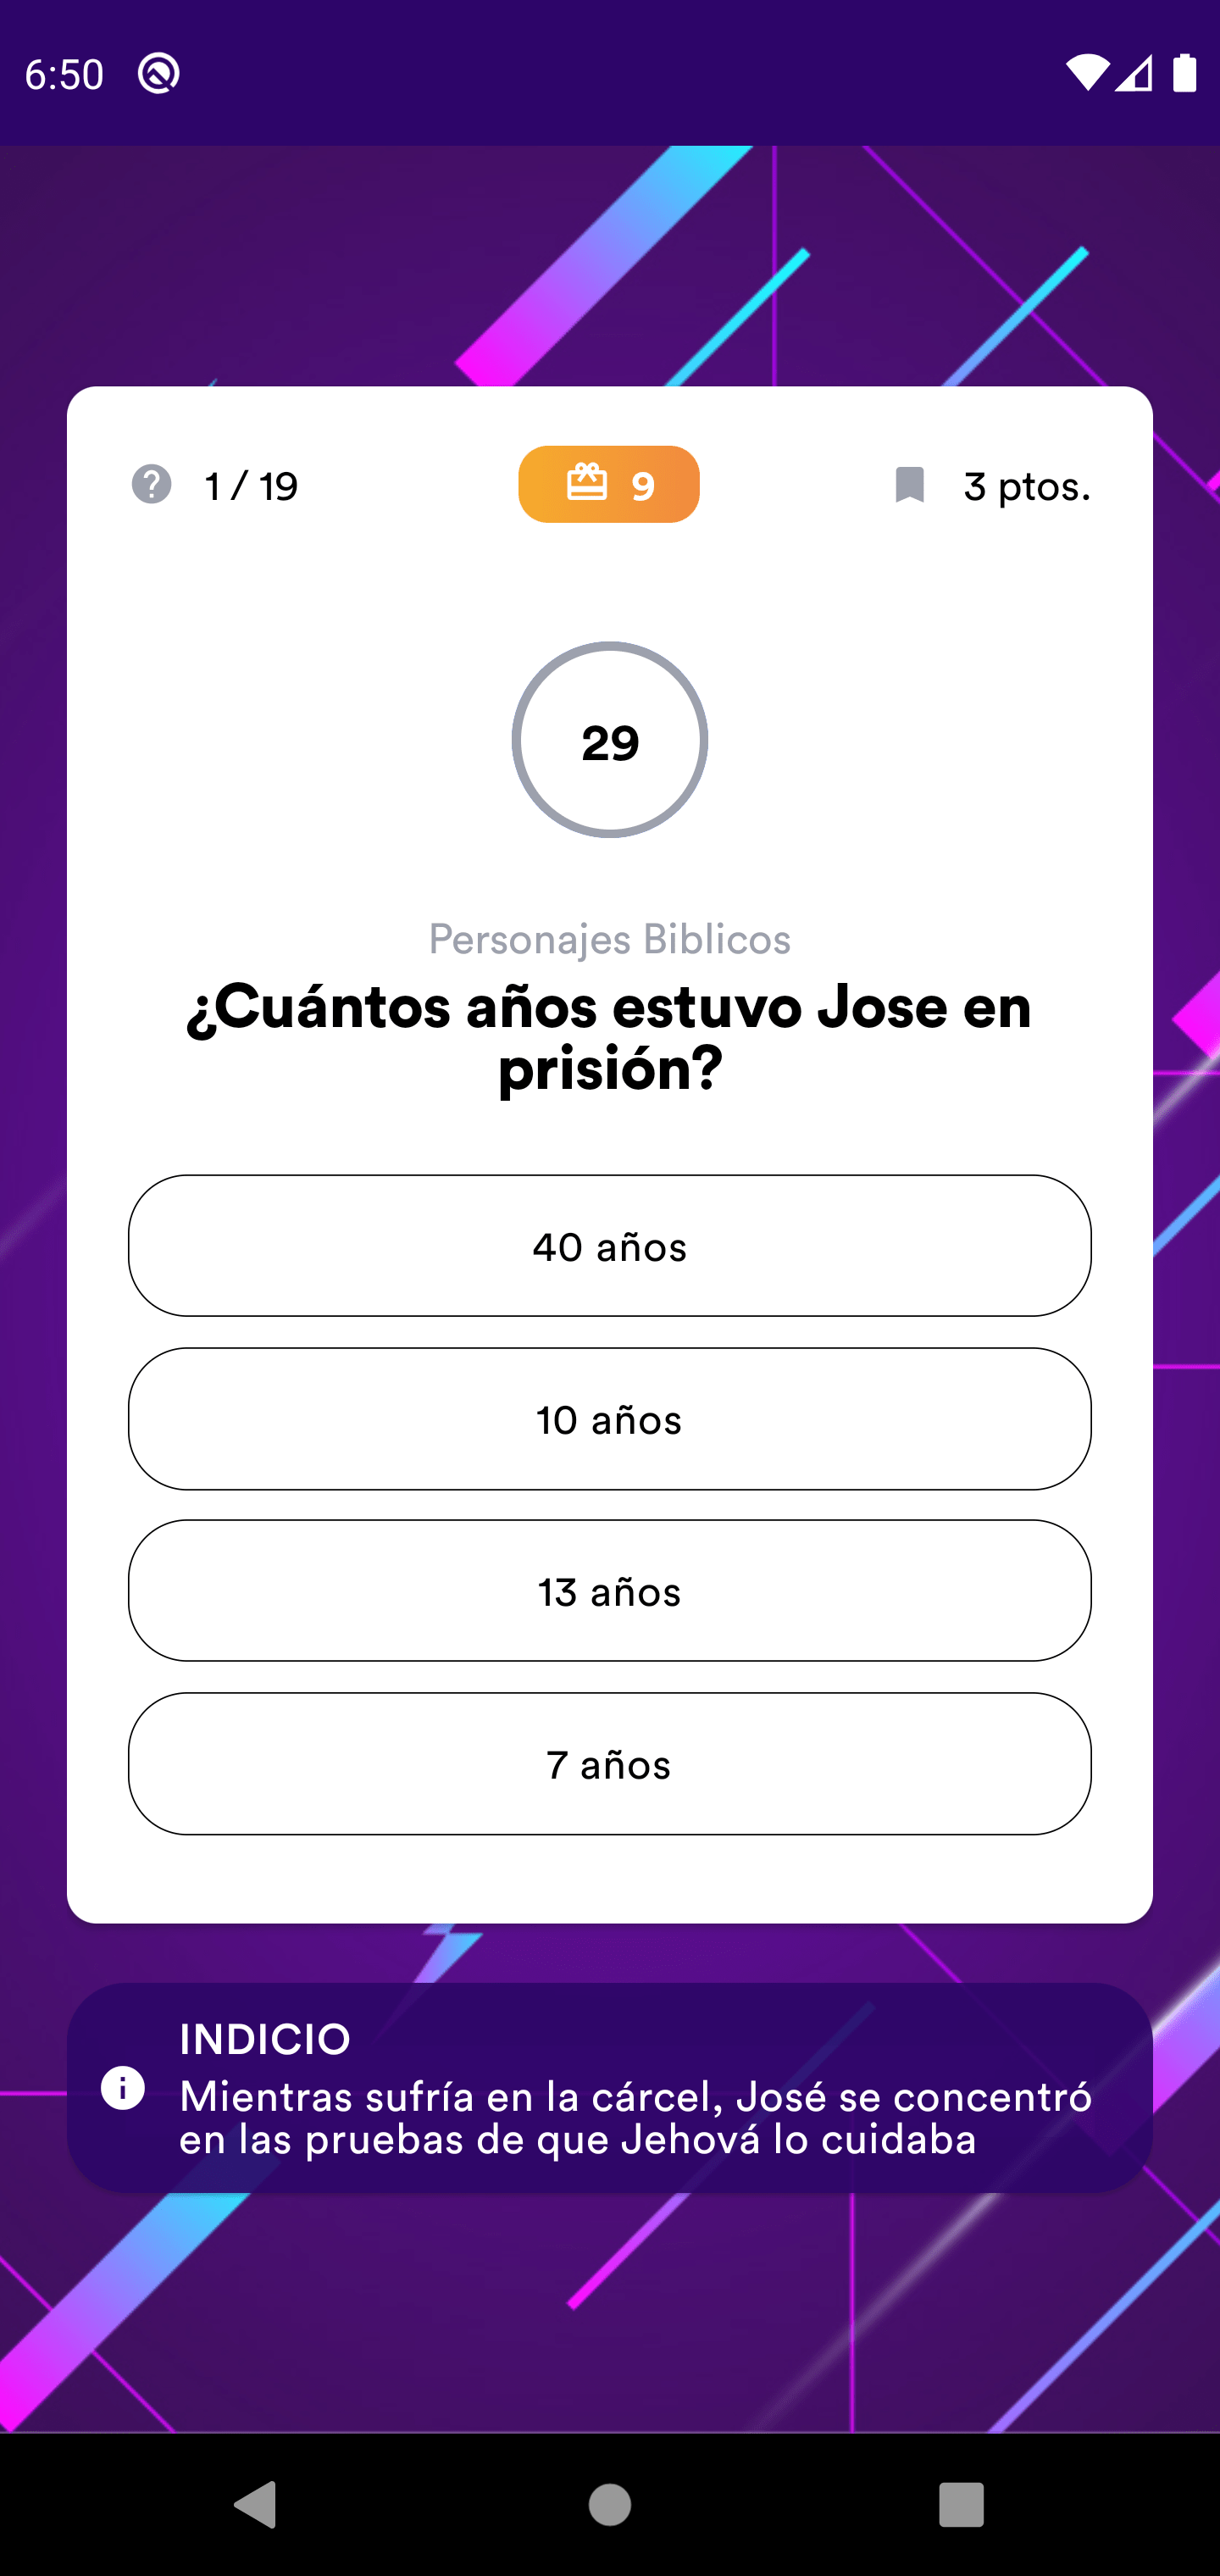 6:50
1 / 19
9
3 ptos.
29
Personajes Biblicos
¿Cuántos años estuvo Jose en
prisión?
40 años
10 años
13 años
7 años
INDICIO
Mientras sufría en la cárcel, José se concentró
en las pruebas de que Jehová lo cuidaba